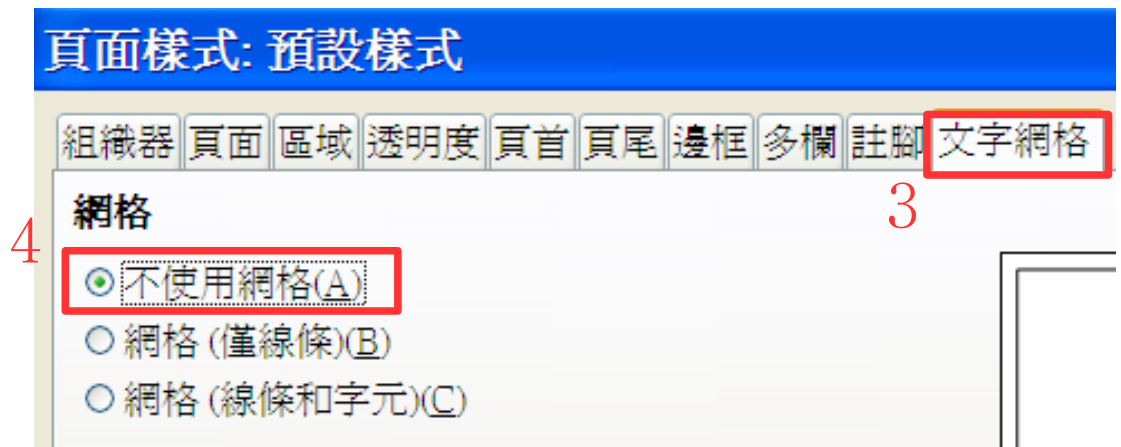 頁面樣式: 預設樣式
組織器 頁面 區域 透明度 頁首 頁尾 邊框 多欄 註腳 文字網格
3
網格
4
不使用網格(A)
網格 (僅線條)(B)
網格 (線條和字元)(C)